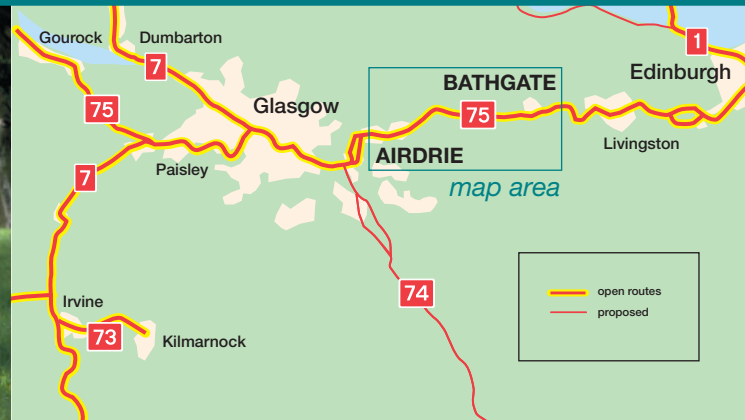 Gourock
Dumbarton
7
1
75
Edinburgh
Glasgow
BATHGATE
75
Livingston
AIRDRIE
Paisley
map area
7
74
open routes
proposed
Irvine
73
Kilmarnock